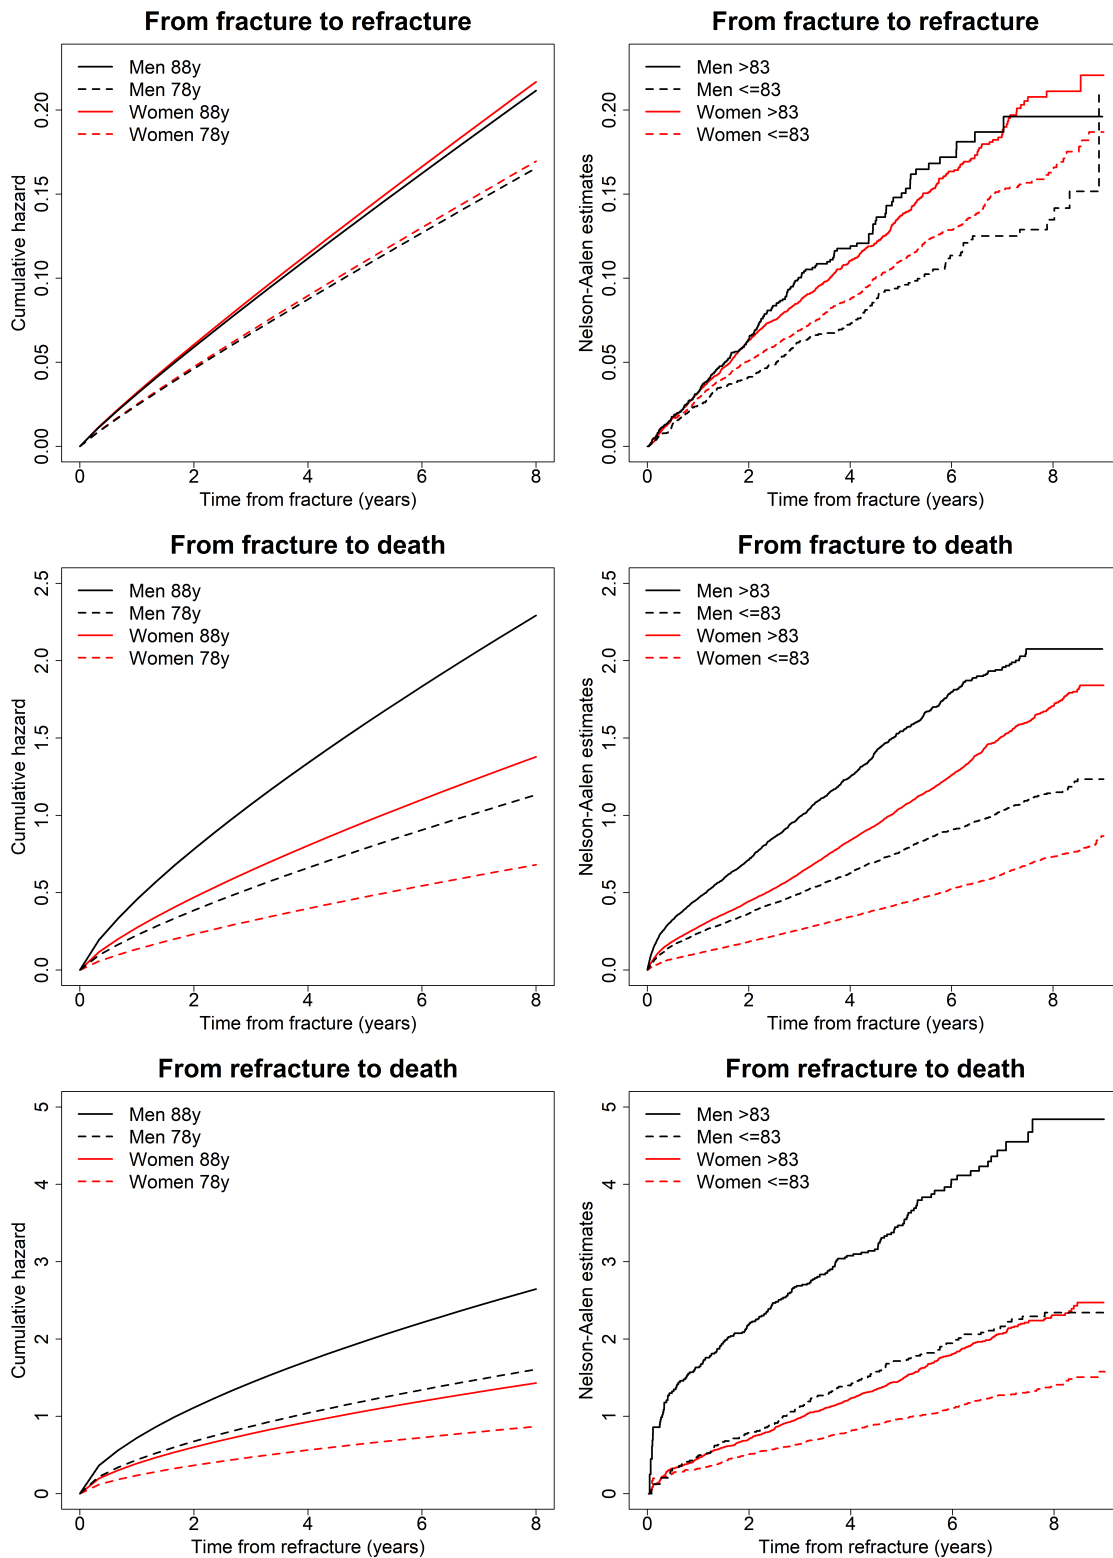 From fracture to refracture
Men 88y
Men 78y
Women 88y
Women 78y
Cumulative hazard
0.00 0.05 0.10 0.15 0.20
0 2 4 6 8
Time from fracture (years)
From fracture to refracture
Men >83
Men <=83
Women >83
Women <=83
Nelson-Aalen estimates
0.00 0.05 0.10 0.15 0.20
0 2 4 6 8
Time from fracture (years)
From fracture to death
Men 88y
Men 78y
Women 88y
Women 78y
Cumulative hazard
0.0 0.5 1.0 1.5 2.0 2.5
0 2 4 6 8
Time from fracture (years)
From fracture to death
Men >83
Men <=83
Women >83
Women <=83
Nelson-Aalen estimates
0.0 0.5 1.0 1.5 2.0 2.5
0 2 4 6 8
Time from fracture (years)
From refracture to death
Men 88y
Men 78y
Women 88y
Women 78y
Cumulative hazard
0 1 2 3 4 5
0 2 4 6 8
Time from refracture (years)
From refracture to death
Men >83
Men <=83
Women >83
Women <=83
Nelson-Aalen estimates
0 1 2 3 4 5
0 2 4 6 8
Time from refracture (years)